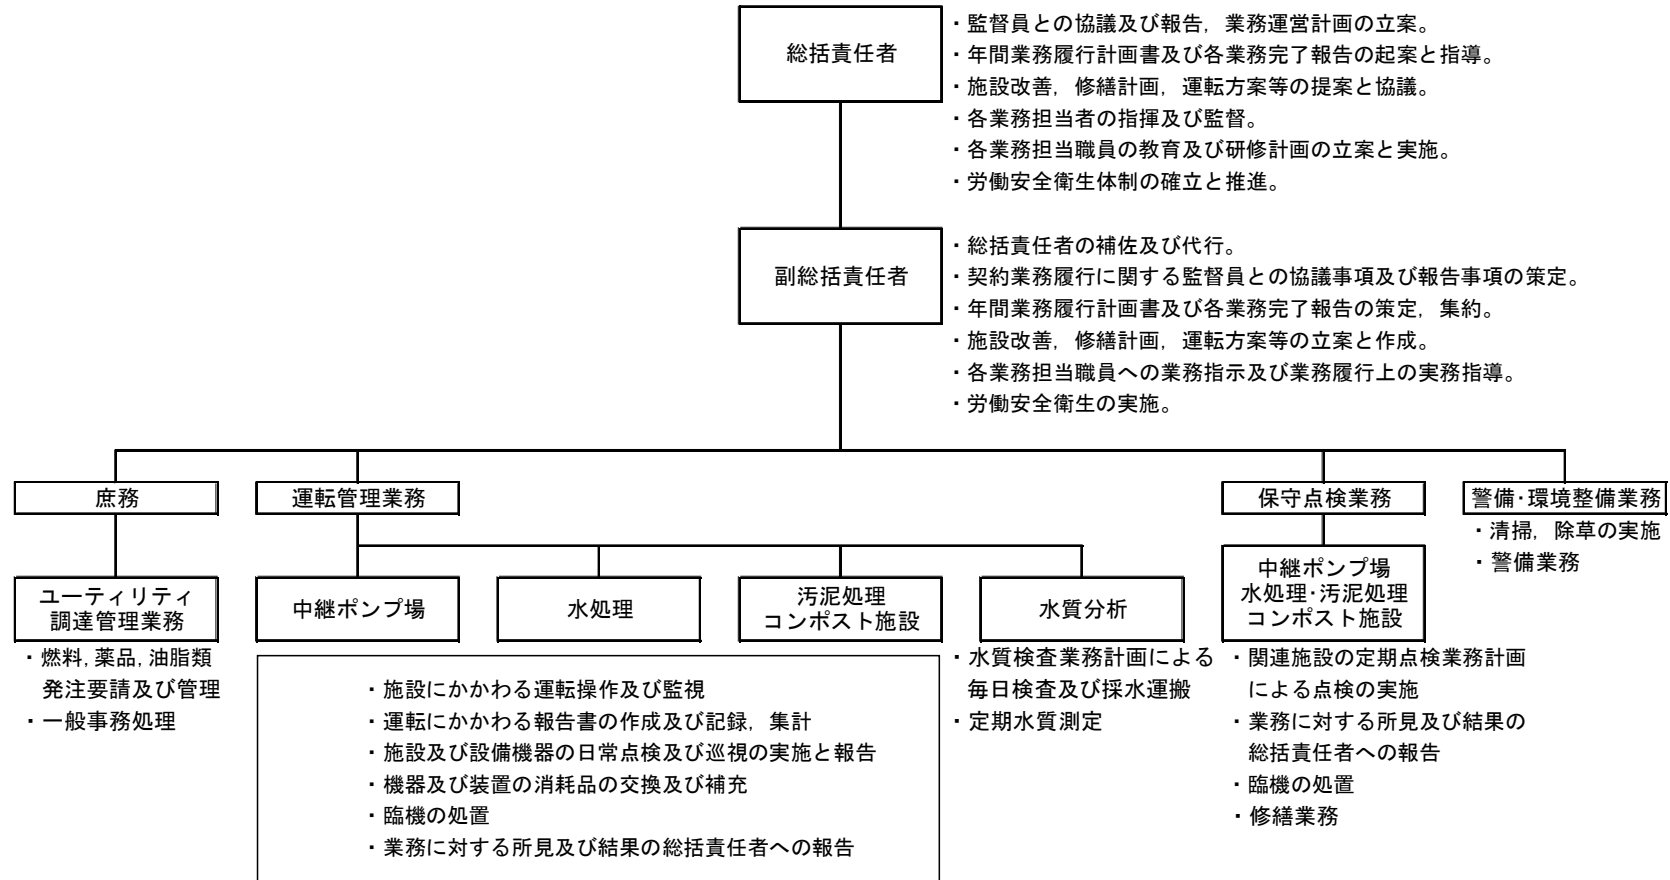 総括責任者
・監督員との協議及び報告，業務運営計画の立案。
・年間業務履行計画書及び各業務完了報告の起案と指導。
・施設改善，修繕計画，運転方案等の提案と協議。
・各業務担当者の指揮及び監督。
・各業務担当職員の教育及び研修計画の立案と実施。
・労働安全衛生体制の確立と推進。
副総括責任者
・総括責任者の補佐及び代行。
・契約業務履行に関する監督員との協議事項及び報告事項の策定。
・年間業務履行計画書及び各業務完了報告の策定，集約。
・施設改善，修繕計画，運転方案等の立案と作成。
・各業務担当職員への業務指示及び業務履行上の実務指導。
・労働安全衛生の実施。
庶務
運転管理業務
保守点検業務
警備・環境整備業務
・清掃，除草の実施
・警備業務
ユーティリティ
調達管理業務
・燃料,薬品,油脂類
発注要請及び管理
・一般事務処理
中継ポンプ場
水処理
汚泥処理
コンポスト施設
水質分析
中継ポンプ場
水処理・汚泥処理
コンポスト施設
・施設にかかわる運転操作及び監視
・運転にかかわる報告書の作成及び記録，集計
・施設及び設備機器の日常点検及び巡視の実施と報告
・機器及び装置の消耗品の交換及び補充
・臨機の処置
・業務に対する所見及び結果の総括責任者への報告
・水質検査業務計画による
毎日検査及び採水運搬
・定期水質測定
・関連施設の定期点検業務計画
による点検の実施
・業務に対する所見及び結果の
総括責任者への報告
・臨機の処置
・修繕業務